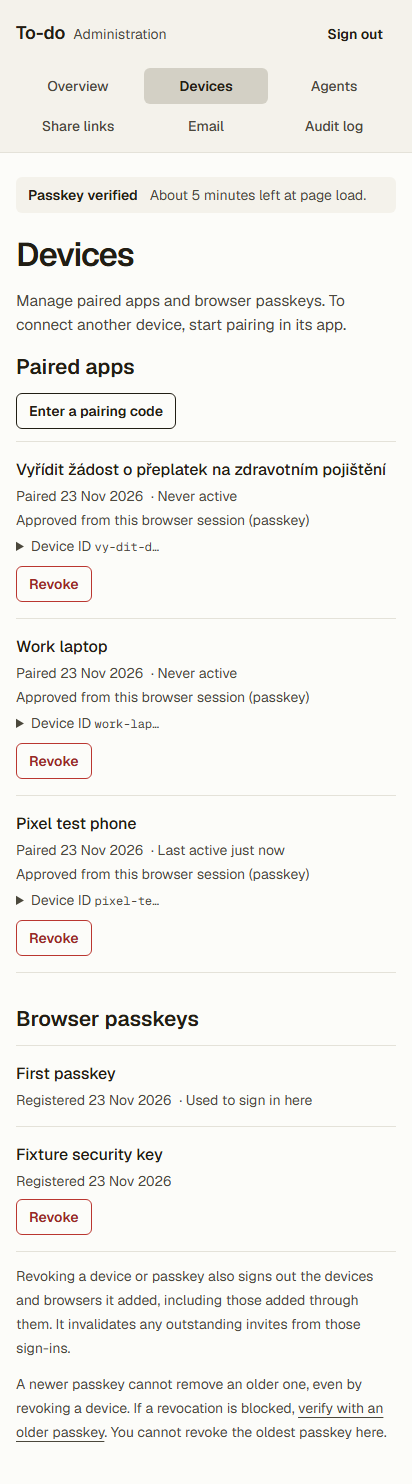 To-do Administration
Sign out
Overview Devices Agents
Share links Email Audit log
Passkey verified About 5 minutes left at page load.
Devices
Manage paired apps and browser passkeys. To
connect another device, start pairing in its app.
Paired apps
Enter a pairing code
Vyřídit žádost o přeplatek na zdravotním pojištění
Paired 23 Nov 2026 · Never active
Approved from this browser session (passkey)
Device ID vy-dit-d…
Revoke
Work laptop
Paired 23 Nov 2026 · Never active
Approved from this browser session (passkey)
Device ID work-lap…
Revoke
Pixel test phone
Paired 23 Nov 2026 · Last active just now
Approved from this browser session (passkey)
Device ID pixel-te…
Revoke
Browser passkeys
First passkey
Registered 23 Nov 2026 · Used to sign in here
Fixture security key
Registered 23 Nov 2026
Revoke
Revoking a device or passkey also signs out the devices
and browsers it added, including those added through
them. It invalidates any outstanding invites from those
sign-ins.
A newer passkey cannot remove an older one, even by
revoking a device. If a revocation is blocked, verify with an
older passkey. You cannot revoke the oldest passkey here.